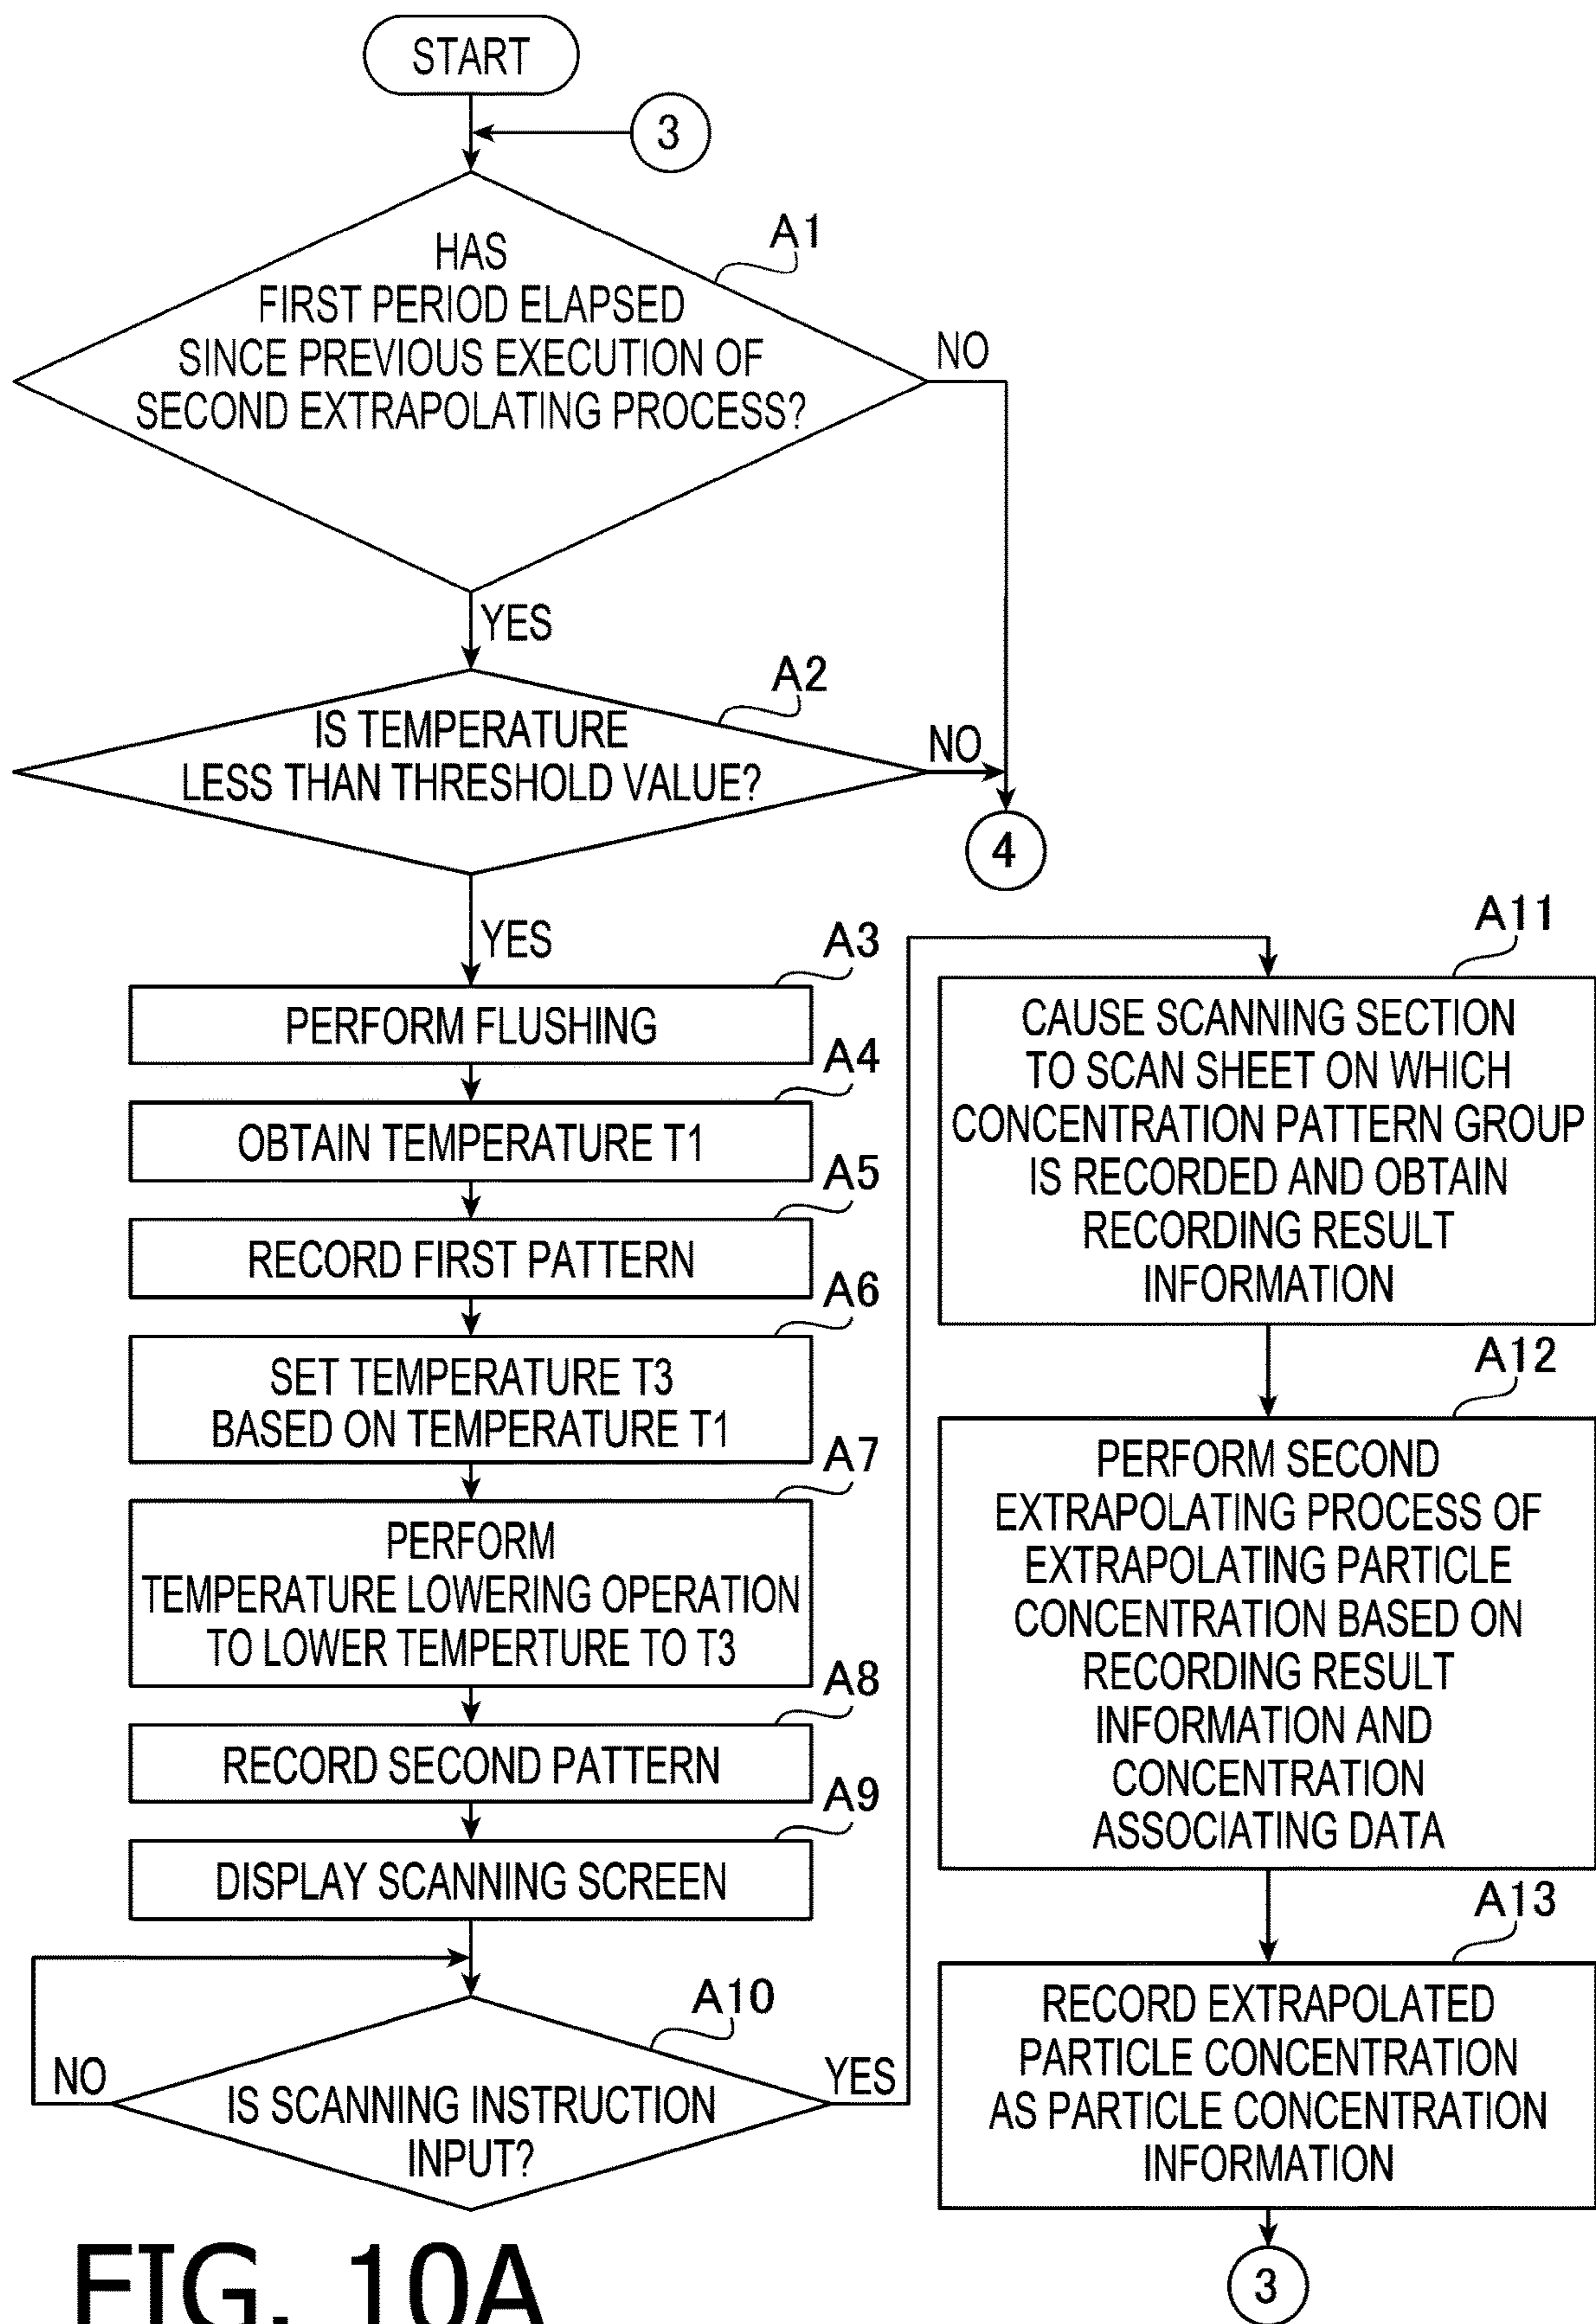 START
3
A1
HAS
FIRST PERIOD ELAPSED
SINCE PREVIOUS EXECUTION OF
SECOND EXTRAPOLATING PROCESS?
NO
YES
A2
IS TEMPERATURE
LESS THAN THRESHOLD VALUE?
NO
4
YES
A3
PERFORM FLUSHING
A4
OBTAIN TEMPERATURE T1
A5
RECORD FIRST PATTERN
A6
SET TEMPERATURE T3
BASED ON TEMPERATURE T1
A7
PERFORM
TEMPERATURE LOWERING OPERATION
TO LOWER TEMPERTURE TO T3
A8
RECORD SECOND PATTERN
A9
DISPLAY SCANNING SCREEN
A10
NO
IS SCANNING INSTRUCTION
INPUT?
YES
A11
CAUSE SCANNING SECTION
TO SCAN SHEET ON WHICH
CONCENTRATION PATTERN GROUP
IS RECORDED AND OBTAIN
RECORDING RESULT
INFORMATION
A12
PERFORM SECOND
EXTRAPOLATING PROCESS OF
EXTRAPOLATING PARTICLE
CONCENTRATION BASED ON
RECORDING RESULT
INFORMATION AND
CONCENTRATION
ASSOCIATING DATA
A13
RECORD EXTRAPOLATED
PARTICLE CONCENTRATION
AS PARTICLE CONCENTRATION
INFORMATION
3
FIG. 10A